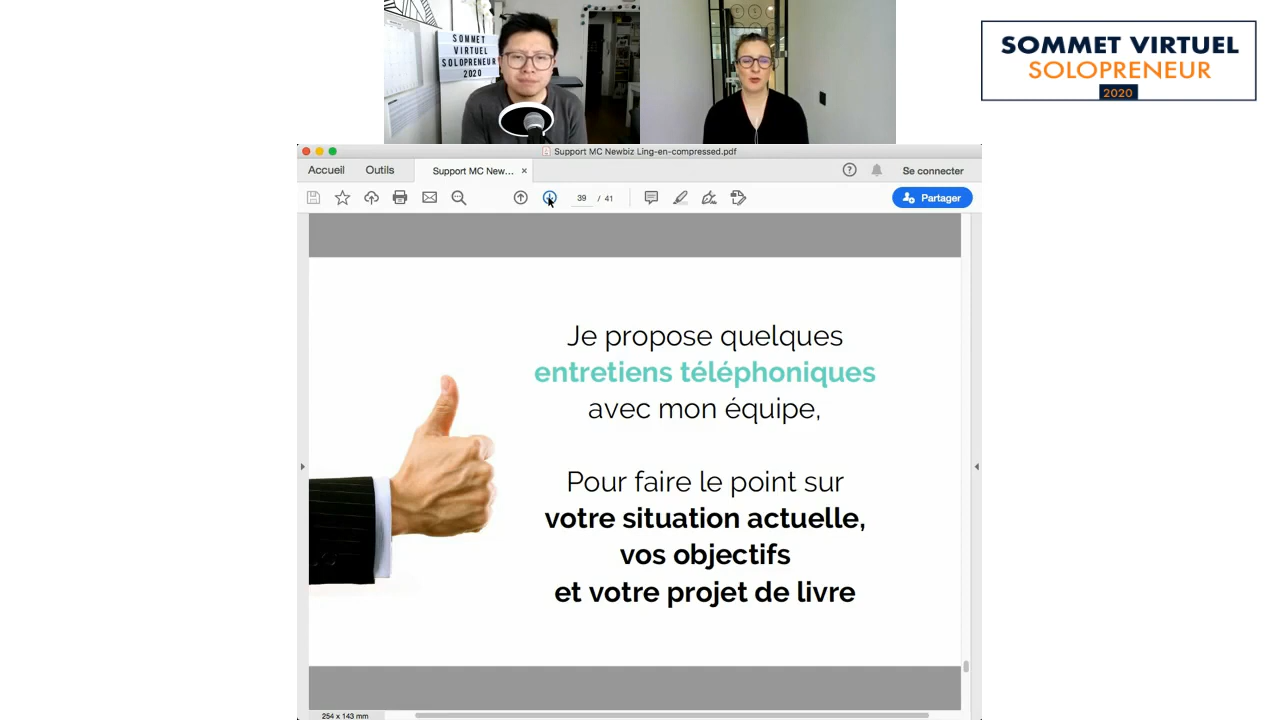 SOMMET
VIRTUEL
SOLOPRENEUR
2020
SOMMET VIRTUEL
SOLOPRENEUR
2020
Support MC Newbiz Ling-en-compressed.pdf
Accueil
Outils
Support MC New...
×
Se connecter
39 / 41
Partager
Je propose quelques
entretiens téléphoniques
avec mon équipe,
Pour faire le point sur
votre situation actuelle,
vos objectifs
et votre projet de livre
254 x 143 mm